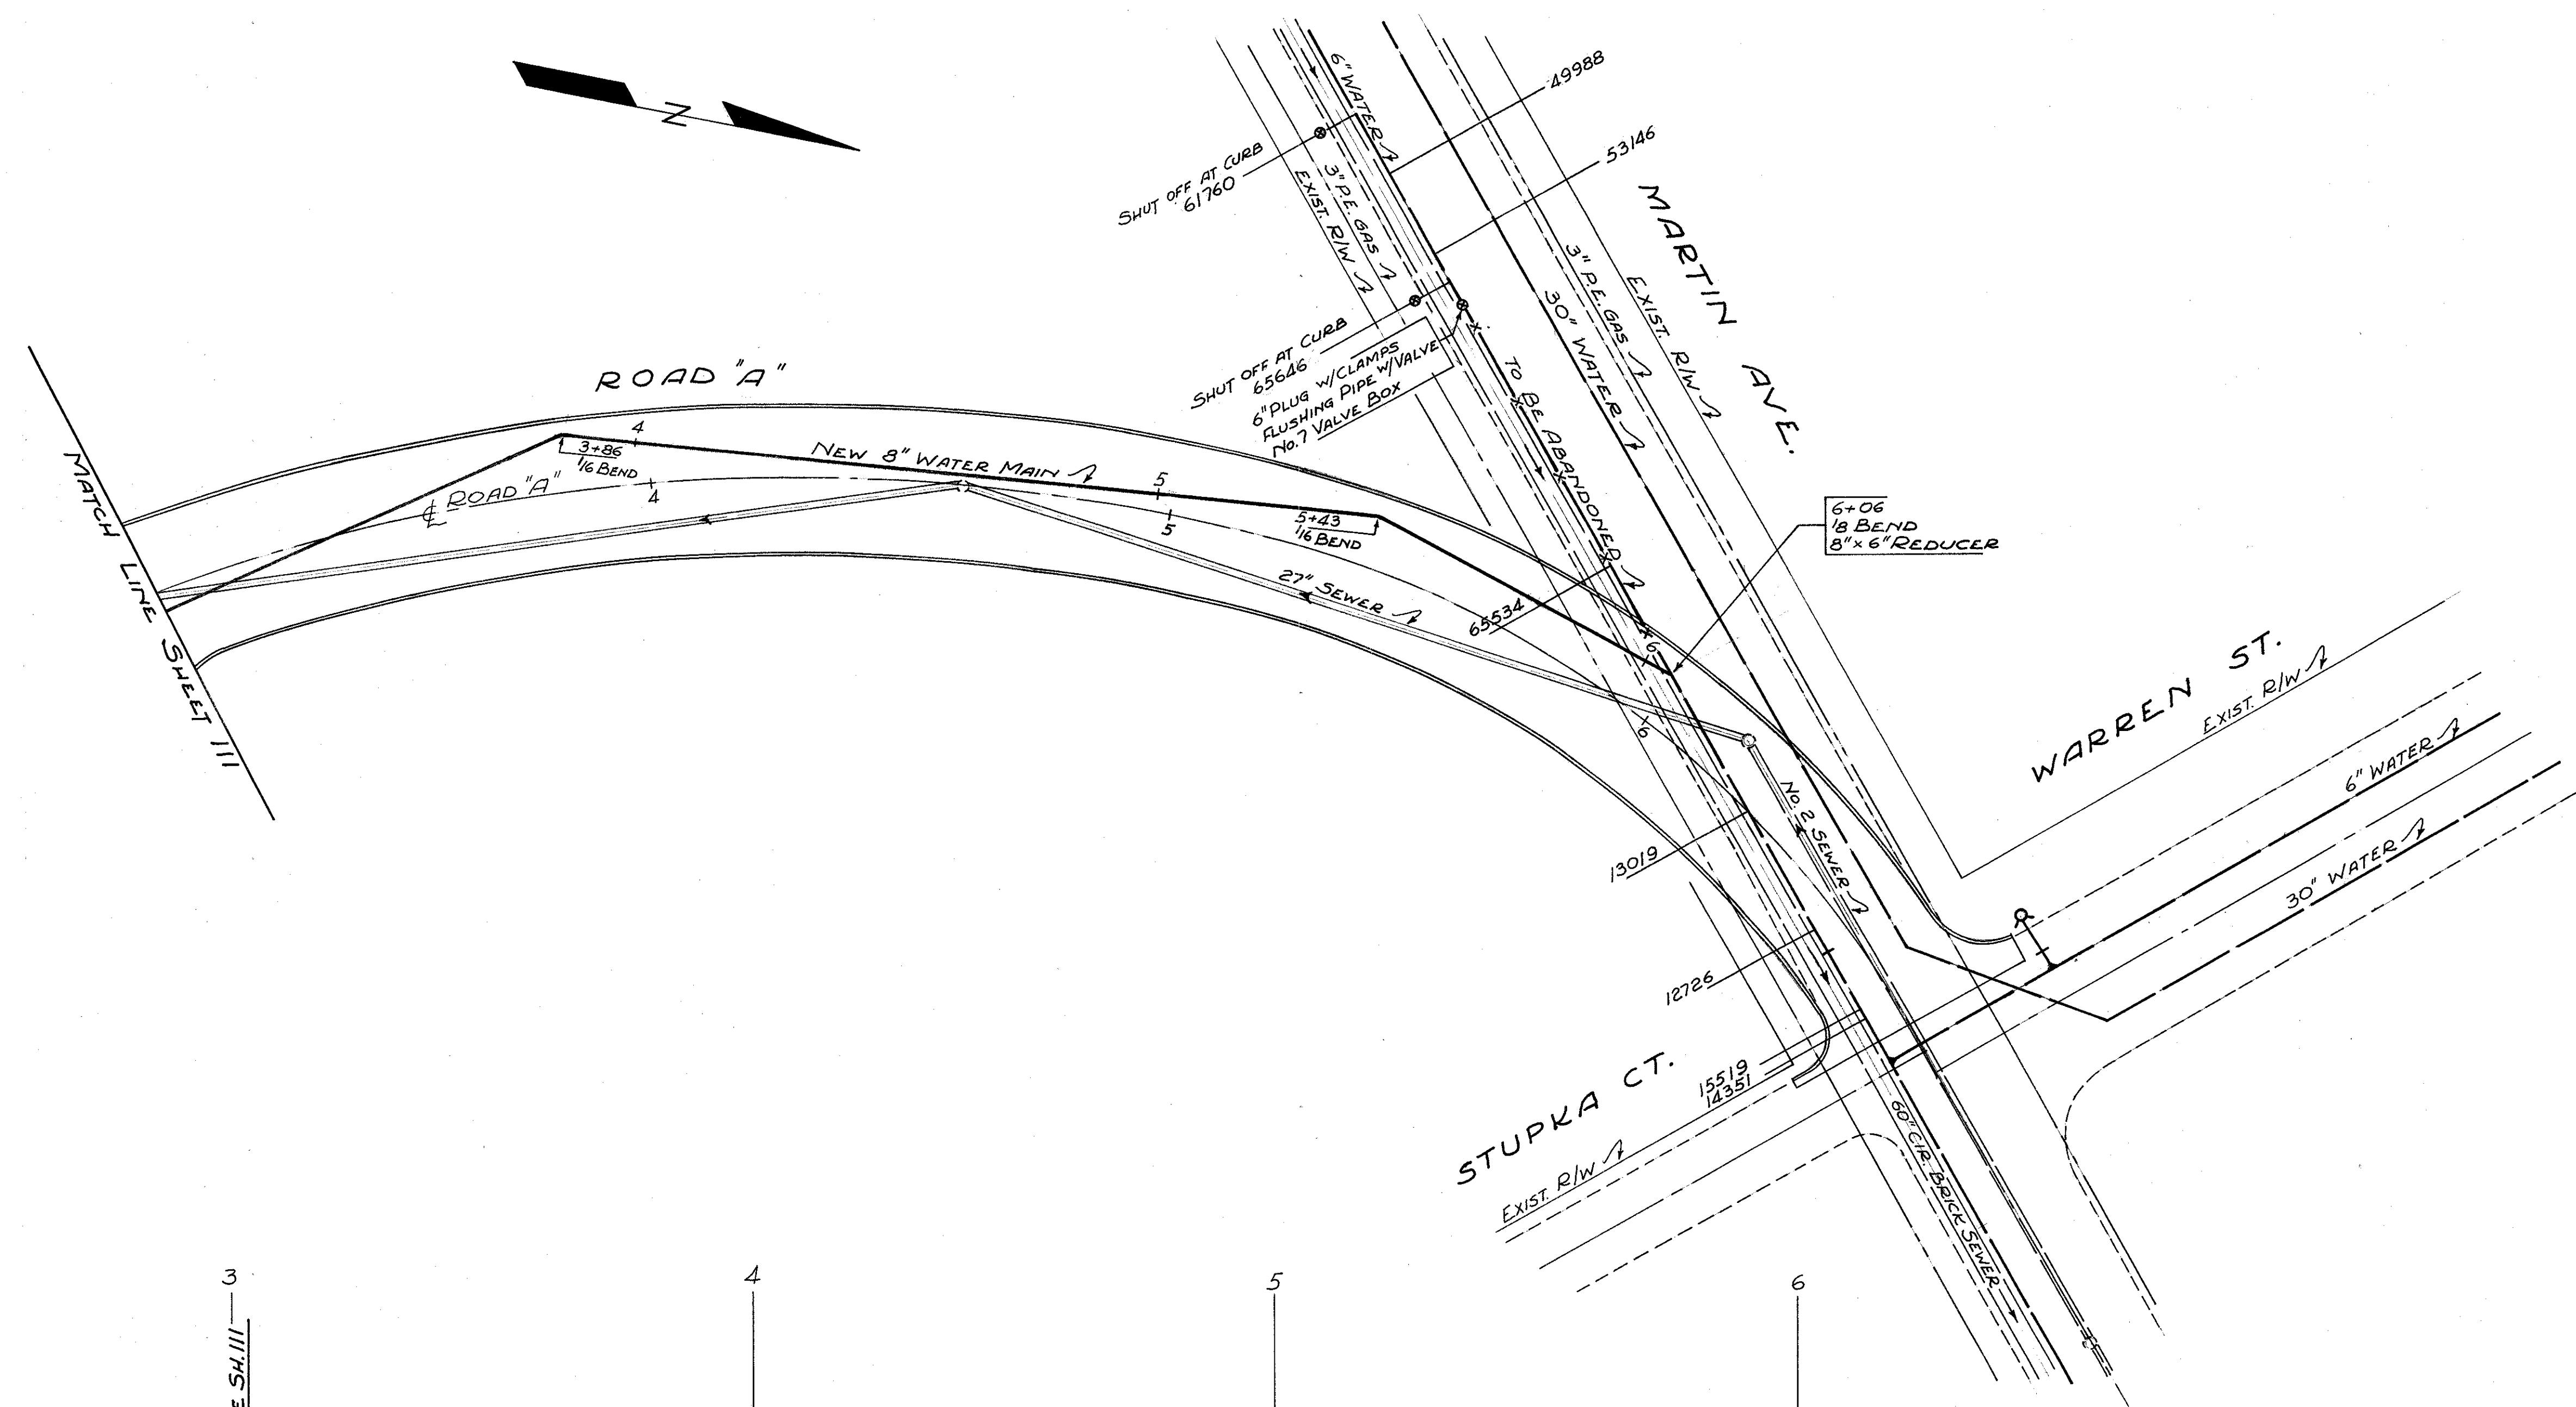 N
6" WATER
49988
53146
SHUT OFF AT CURB
61760
3" P.E. GAS
EXIST. R/W
MARTIN AVE.
3" P.E. GAS
EXIST. R/W
30" WATER
SHUT OFF AT CURB
65646
6" PLUG W/CLAMPS
FLUSHING PIPE W/VALVE
No.7 VALVE BOX
TO BE ABANDONED
ROAD "A"
MATCH LINE SHEET 111
3+86
1/16 BEND
4
NEW 8" WATER MAIN
5
℄ ROAD "A"
4
5
5+43
1/16 BEND
27" SEWER
65534
6
6
6+06
1/8 BEND
8"x 6" REDUCER
WARREN ST.
EXIST. R/W
6" WATER
30" WATER
No. 2 SEWER
13019
12726
15519
14351
STUPKA CT.
EXIST. R/W
60" CIR. BRICK SEWER
3
4
5
6
E SH.111